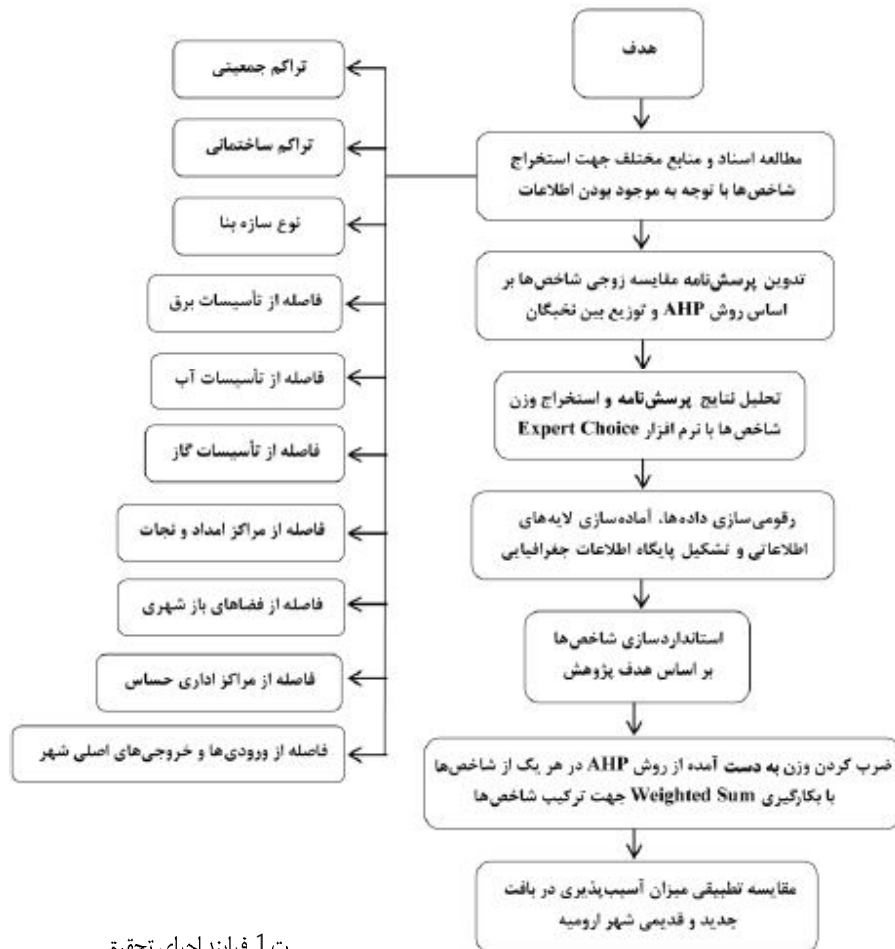 هدف
مطالعه اسناد و منابع مختلف جهت استخراج
شاخص‌ها با توجه به موجود بودن اطلاعات
تدوین پرسش‌نامه مقایسه زوجی شاخص‌ها بر
اساس روش AHP و توزیع بین نخبگان
تحلیل نتایج پرسش‌نامه و استخراج وزن
شاخص‌ها با نرم افزار Expert Choice
رقومی‌سازی داده‌ها، آماده‌سازی لایه‌های
اطلاعاتی و تشکیل پایگاه اطلاعات جغرافیایی
استانداردسازی شاخص‌ها
بر اساس هدف پژوهش
ضرب کردن وزن به دست آمده از روش AHP در هر یک از شاخص‌ها
با بکارگیری Weighted Sum جهت ترکیب شاخص‌ها
مقایسه تطبیقی میزان آسیب‌پذیری در بافت
جدید و قدیمی شهر ارومیه
تراکم جمعیتی
تراکم ساختمانی
نوع سازه بنا
فاصله از تأسیسات برق
فاصله از تأسیسات آب
فاصله از تأسیسات گاز
فاصله از مراکز امداد و نجات
فاصله از فضاهای باز شهری
فاصله از مراکز اداری حساس
فاصله از ورودی‌ها و خروجی‌های اصلی شهر
ت 1 فرایند اجرای تحقیق